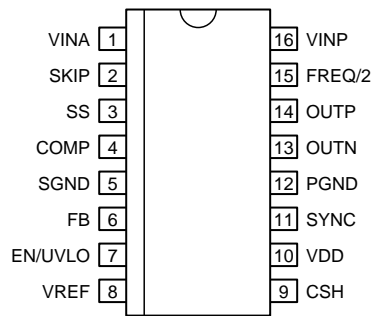 VINA 1 16 VINP
SKIP 2 15 FREQ/2
SS 3 14 OUTP
COMP 4 13 OUTN
SGND 5 12 PGND
FB 6 11 SYNC
EN/UVLO 7 10 VDD
VREF 8 9 CSH